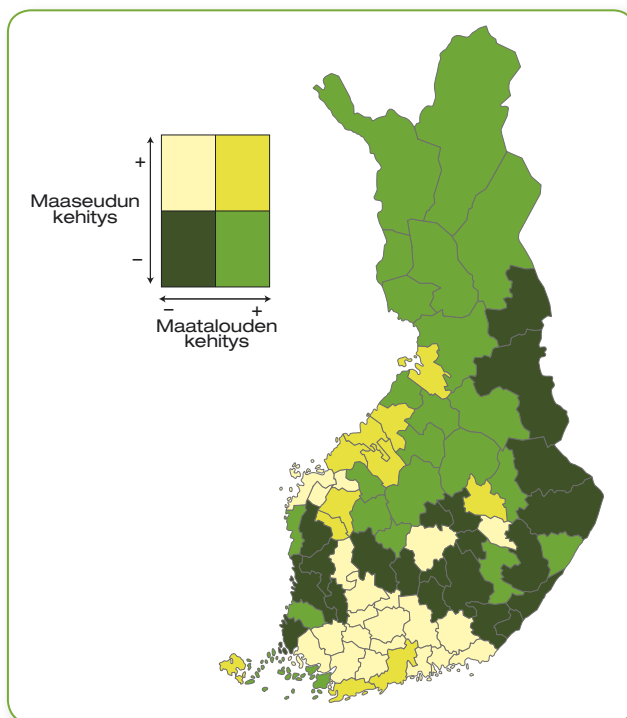 +
Maaseudun
kehitys
–
– +
Maatalouden
kehitys